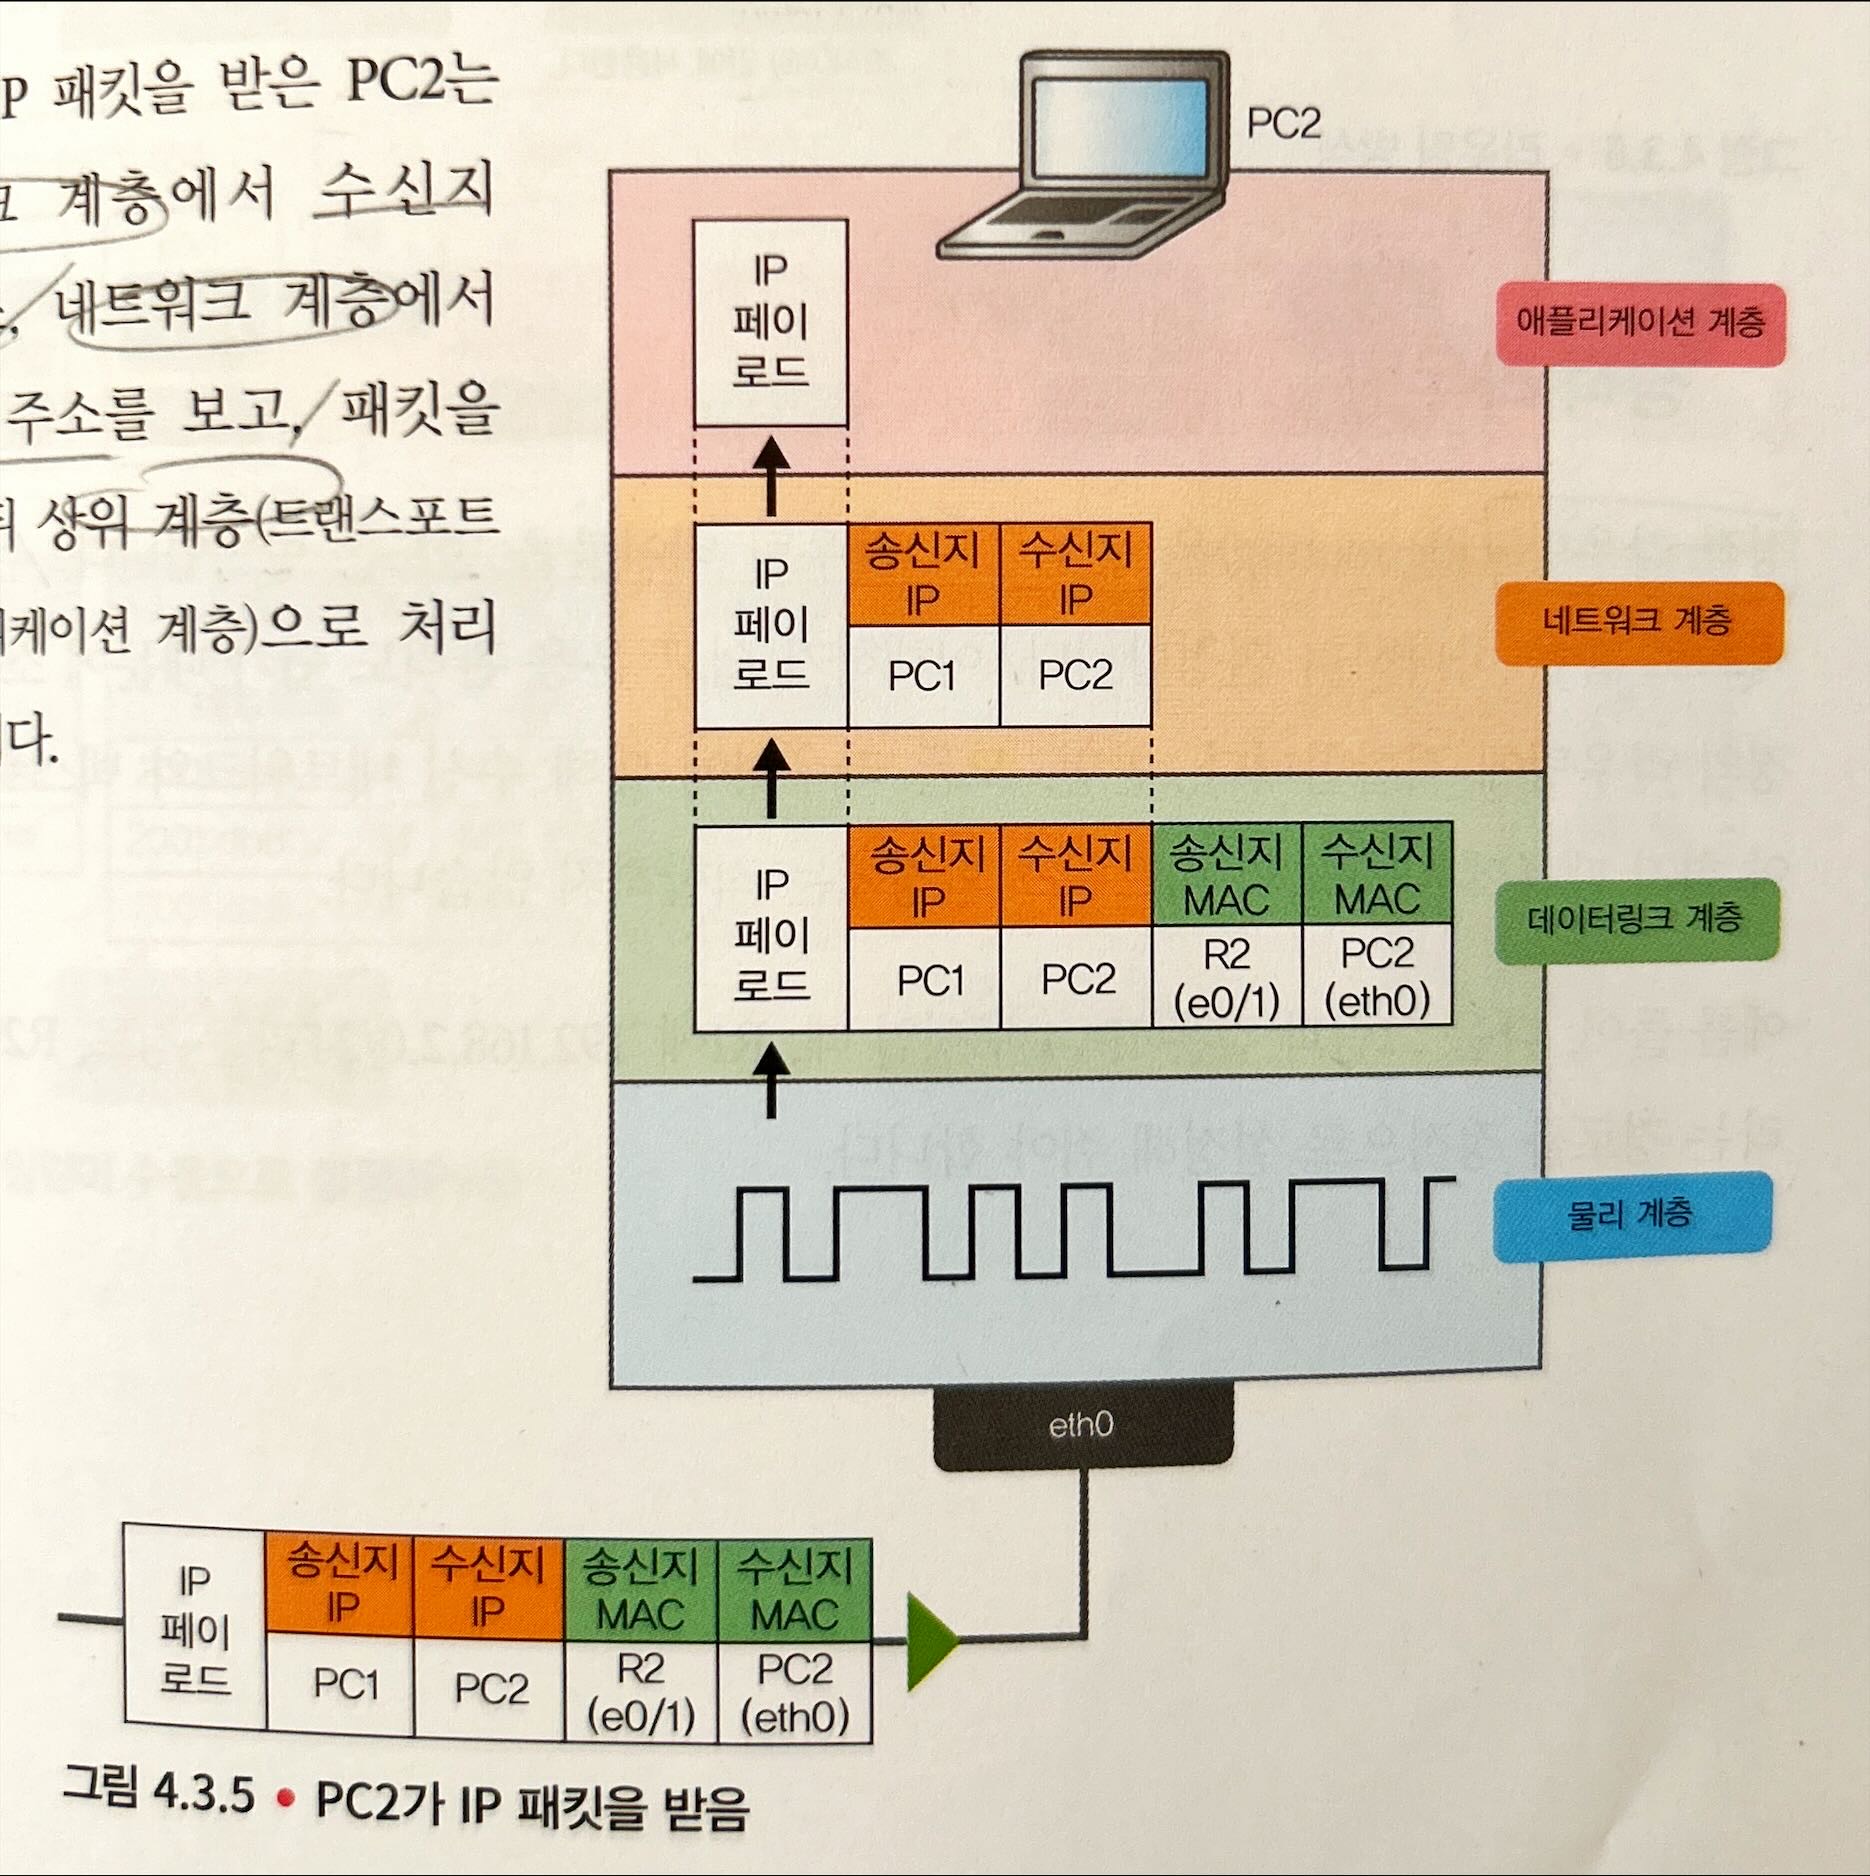 P 패킷을 받은 PC2는
크 계층에서 수신지
네트워크 계층에서
주소를 보고, 패킷을
상위 계층(트랜스포트
케이션 계층)으로 처리
다.
PC2
IP
페이
로드
애플리케이션 계층
IP
페이
로드
송신지
IP
수신지
IP
PC1
PC2
네트워크 계층
IP
페이
로드
송신지
IP
수신지
IP
송신지
MAC
수신지
MAC
PC1
PC2
R2
(e0/1)
PC2
(eth0)
데이터링크 계층
물리 계층
eth0
IP
페이
로드
송신지
IP
수신지
IP
송신지
MAC
수신지
MAC
PC1
PC2
R2
(e0/1)
PC2
(eth0)
그림 4.3.5 • PC2가 IP 패킷을 받음